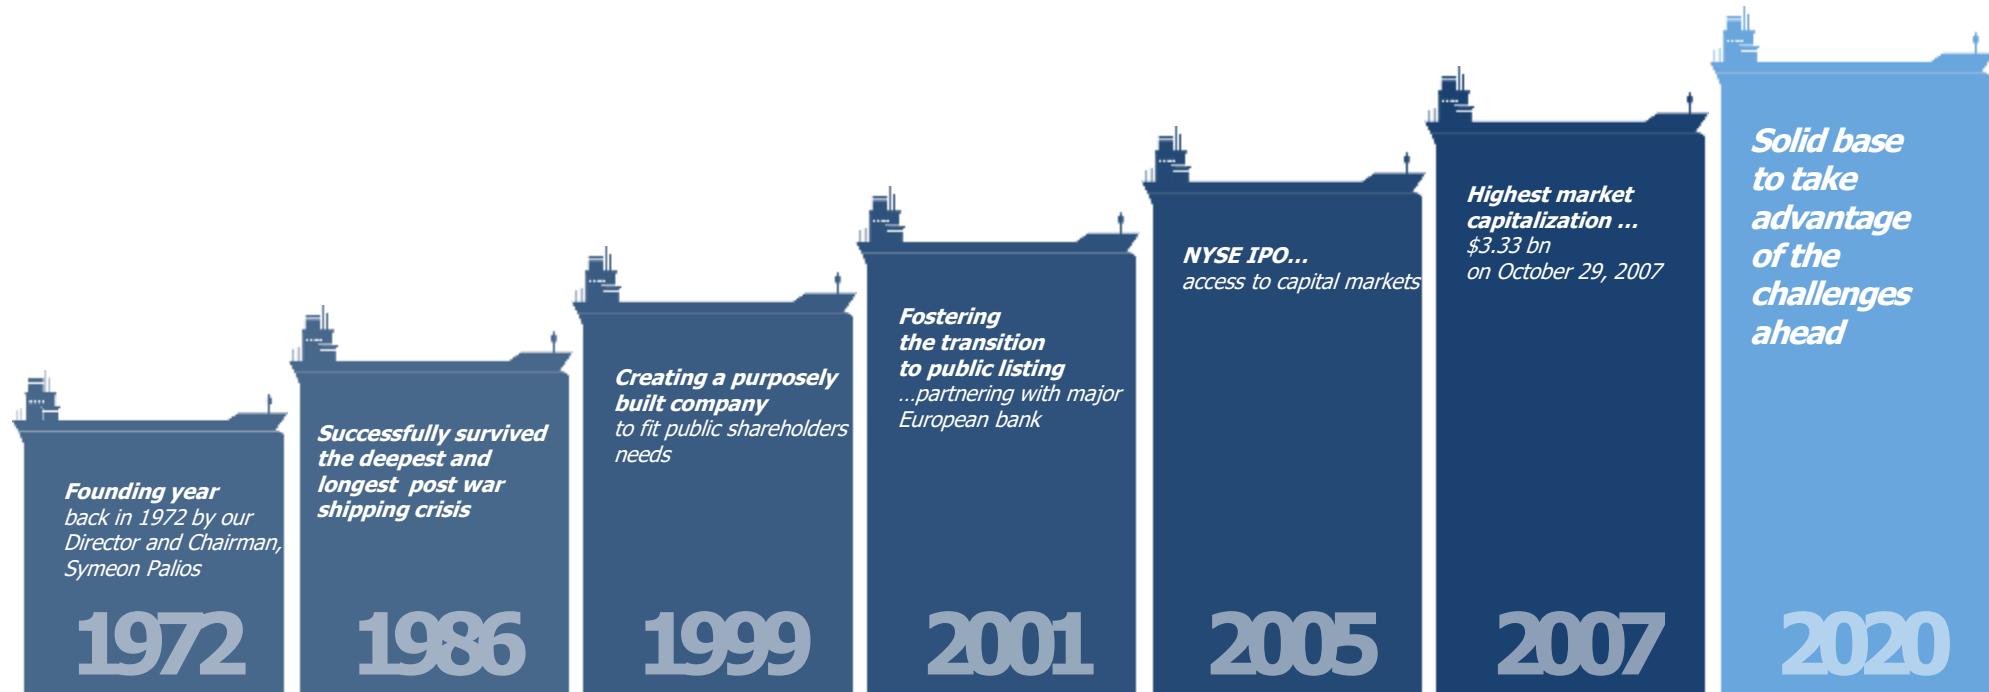 Founding year
back in 1972 by our
Director and Chairman,
Symeon Palios
1972
Successfully survived
the deepest and
longest post war
shipping crisis
1986
Creating a purposely
built company
to fit public shareholders
needs
1999
Fostering
the transition
to public listing
...partnering with major
European bank
2001
NYSE IPO...
access to capital markets
2005
Highest market
capitalization ...
$3.33 bn
on October 29, 2007
2007
Solid base
to take
advantage
of the
challenges
ahead
2020